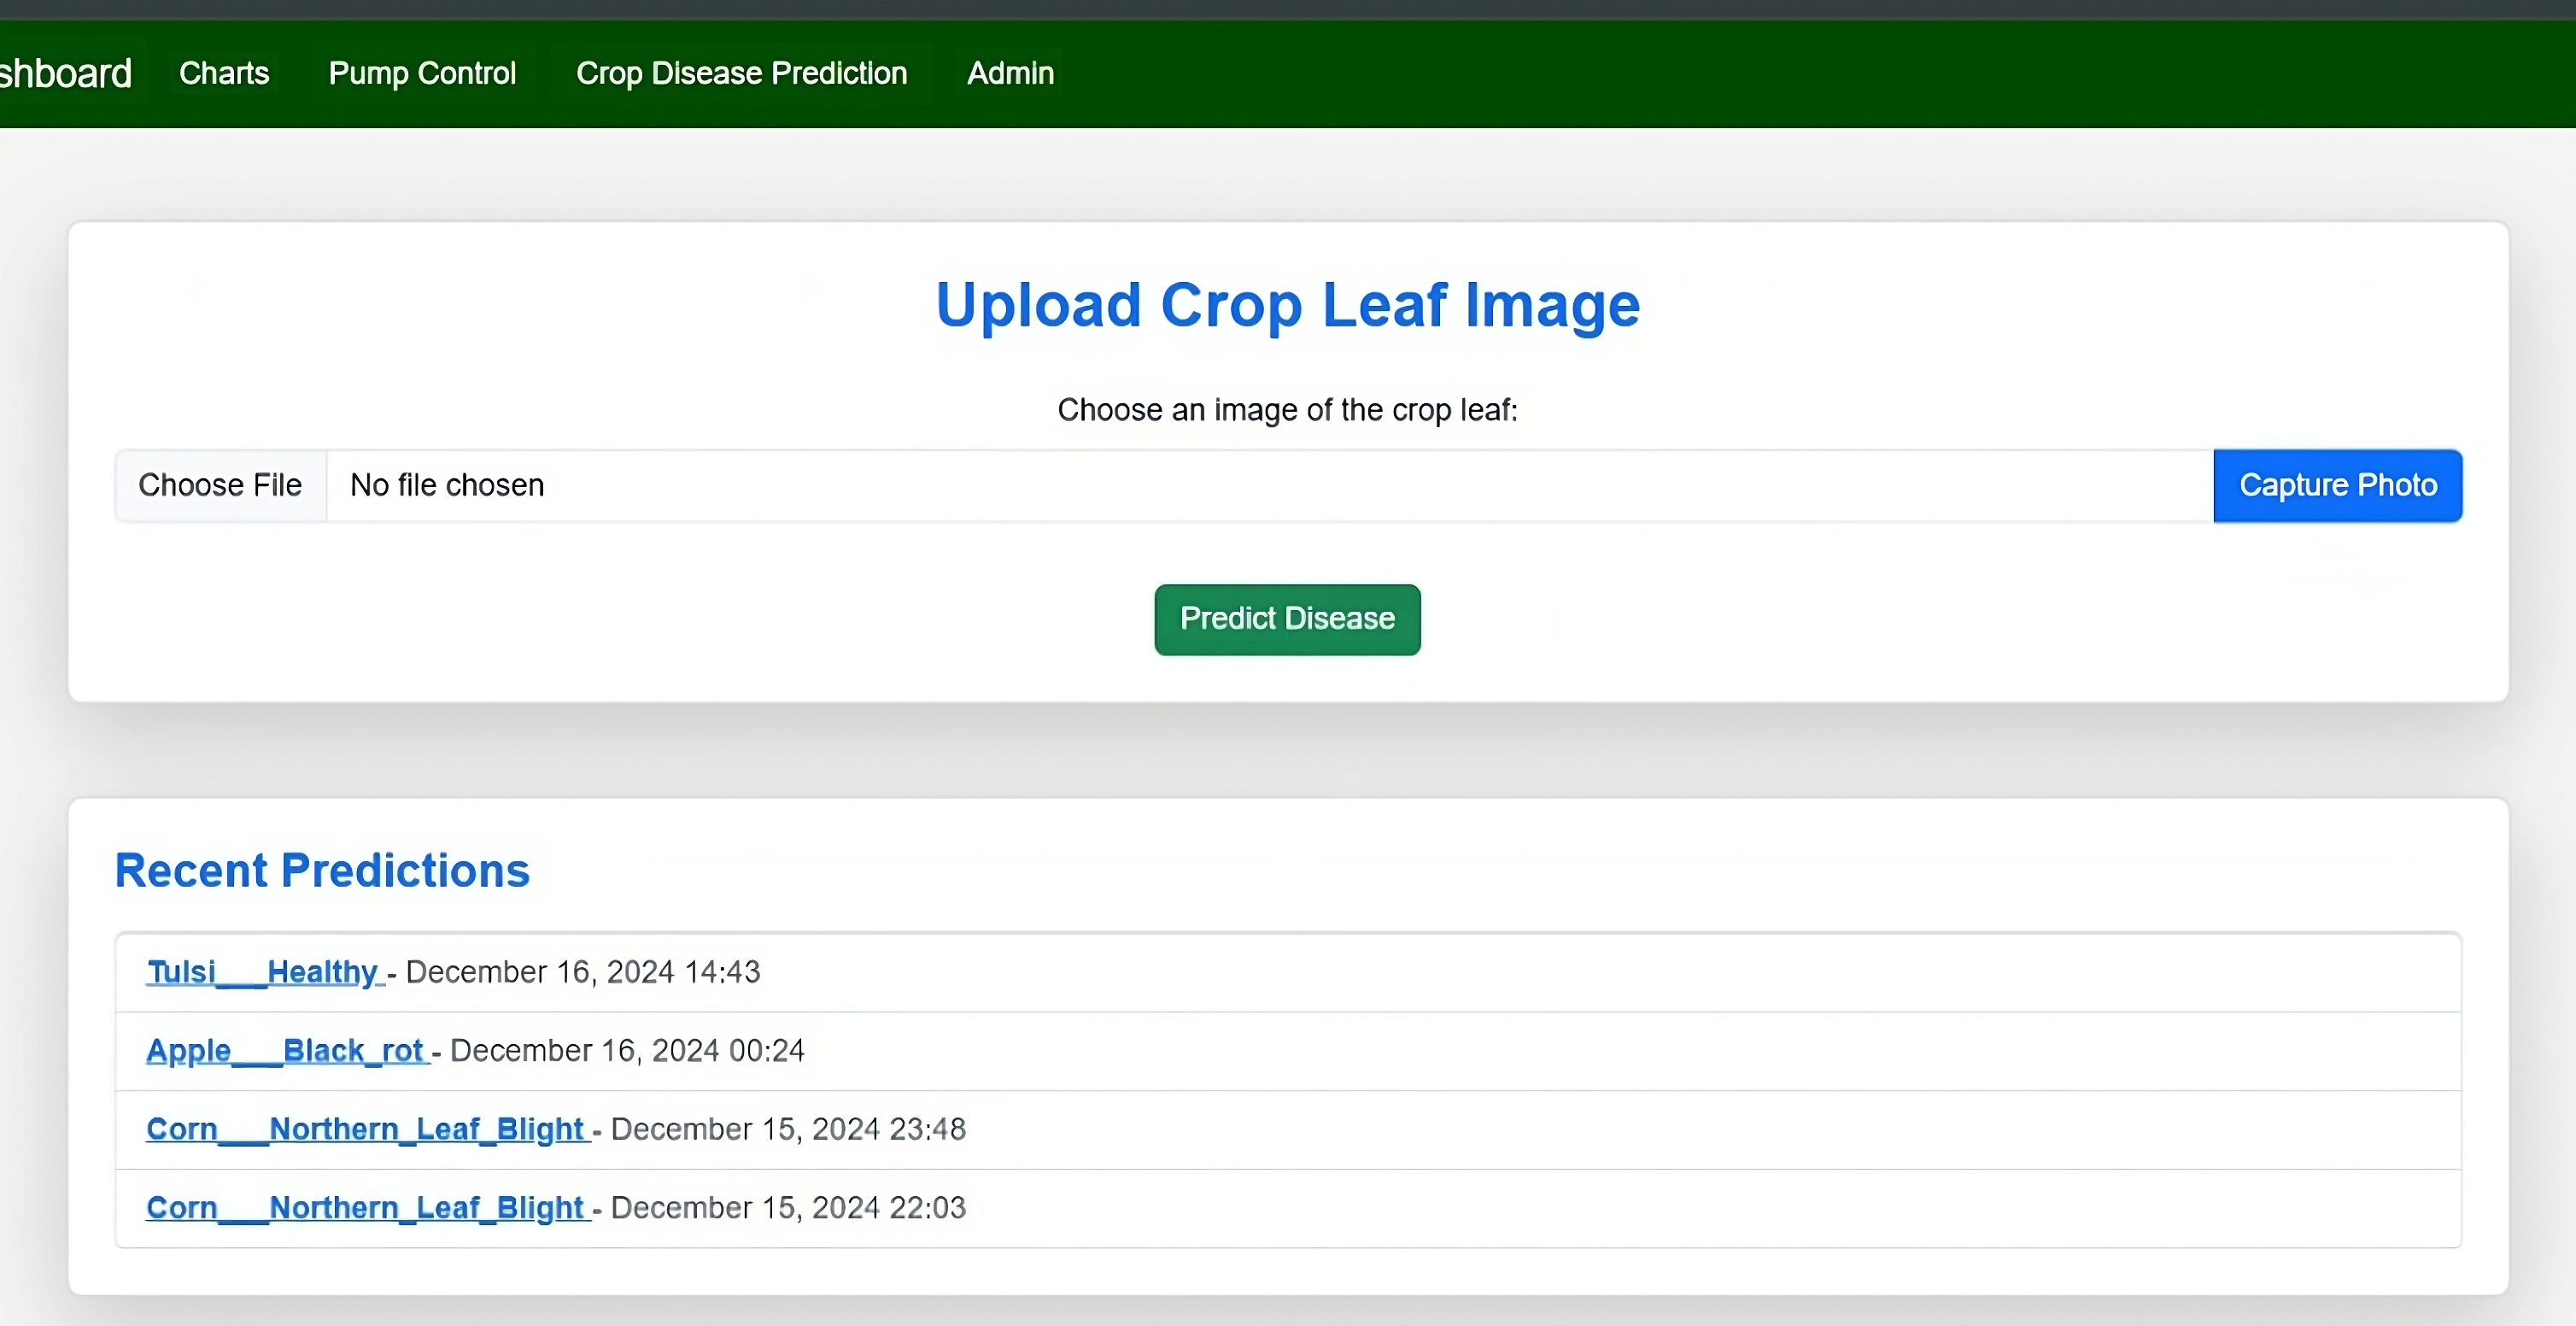 shboard Charts Pump Control Crop Disease Prediction Admin
Upload Crop Leaf Image
Choose an image of the crop leaf:
Choose File No file chosen Capture Photo
Predict Disease
Recent Predictions
Tulsi___Healthy - December 16, 2024 14:43
Apple___Black_rot - December 16, 2024 00:24
Corn___Northern_Leaf_Blight - December 15, 2024 23:48
Corn___Northern_Leaf_Blight - December 15, 2024 22:03